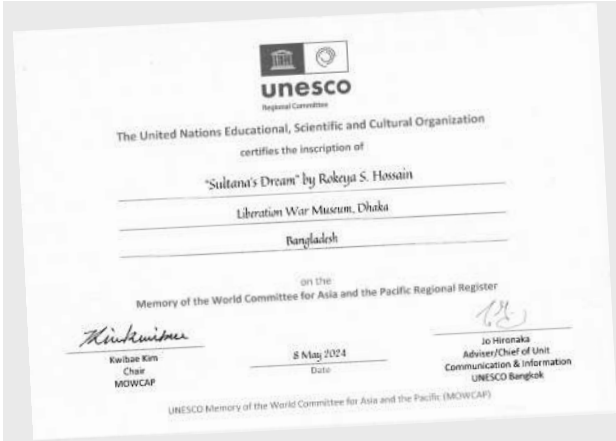 unesco
Regional Committee
The United Nations Educational, Scientific and Cultural Organization
certifies the inscription of
"Sultana's Dream" by Rokeya S. Hossain
Liberation War Museum, Dhaka
Bangladesh
on the
Memory of the World Committee for Asia and the Pacific Regional Register
Kwibae Kim
Chair
MOWCAP
8 May 2024
Date
Jo Hironaka
Adviser/Chief of Unit
Communication & Information
UNESCO Bangkok
UNESCO Memory of the World Committee for Asia and the Pacific (MOWCAP)